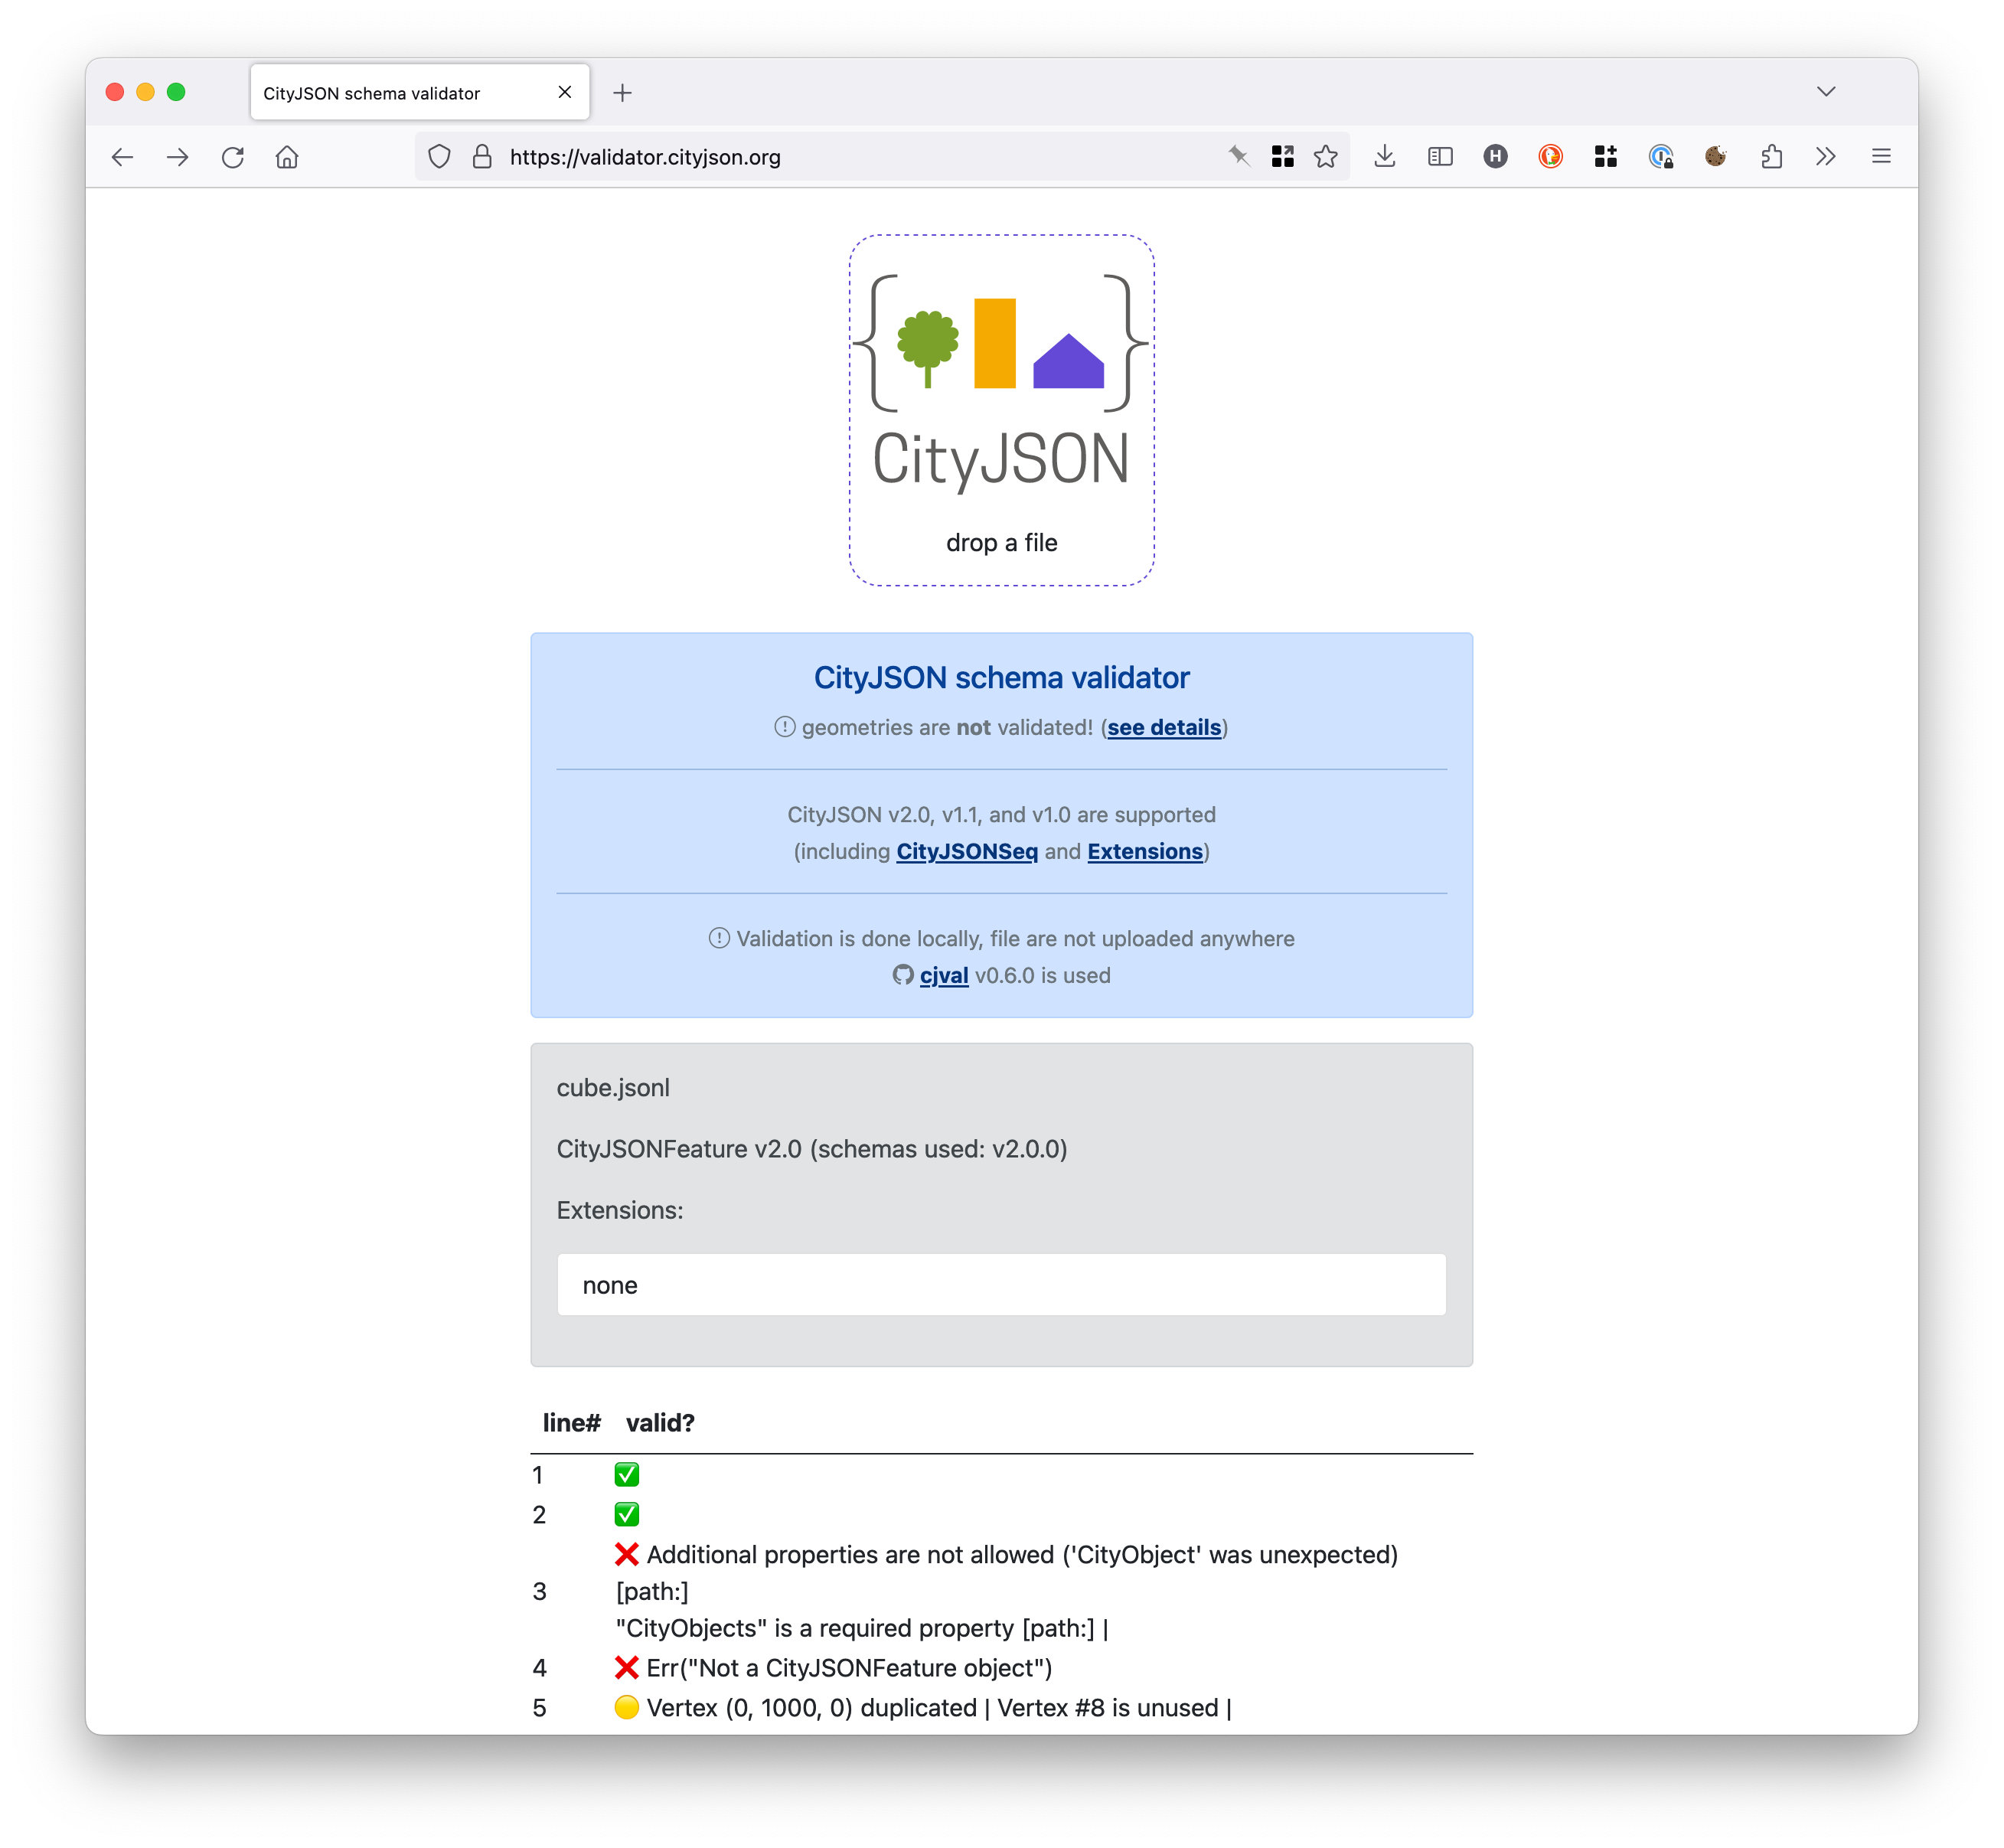 CityJSON schema validator
https://validator.cityjson.org
H
CityJSON
drop a file
CityJSON schema validator
geometries are not validated! (see details)
CityJSON v2.0, v1.1, and v1.0 are supported
(including CityJSONSeq and Extensions)
Validation is done locally, file are not uploaded anywhere
cjval v0.6.0 is used
cube.jsonl
CityJSONFeature v2.0 (schemas used: v2.0.0)
Extensions:
none
line# valid?
1 ✅
2 ✅
❌ Additional properties are not allowed ('CityObject' was unexpected)
3 [path:]
"CityObjects" is a required property [path:] |
4 ❌ Err("Not a CityJSONFeature object")
5 🟡 Vertex (0, 1000, 0) duplicated | Vertex #8 is unused |